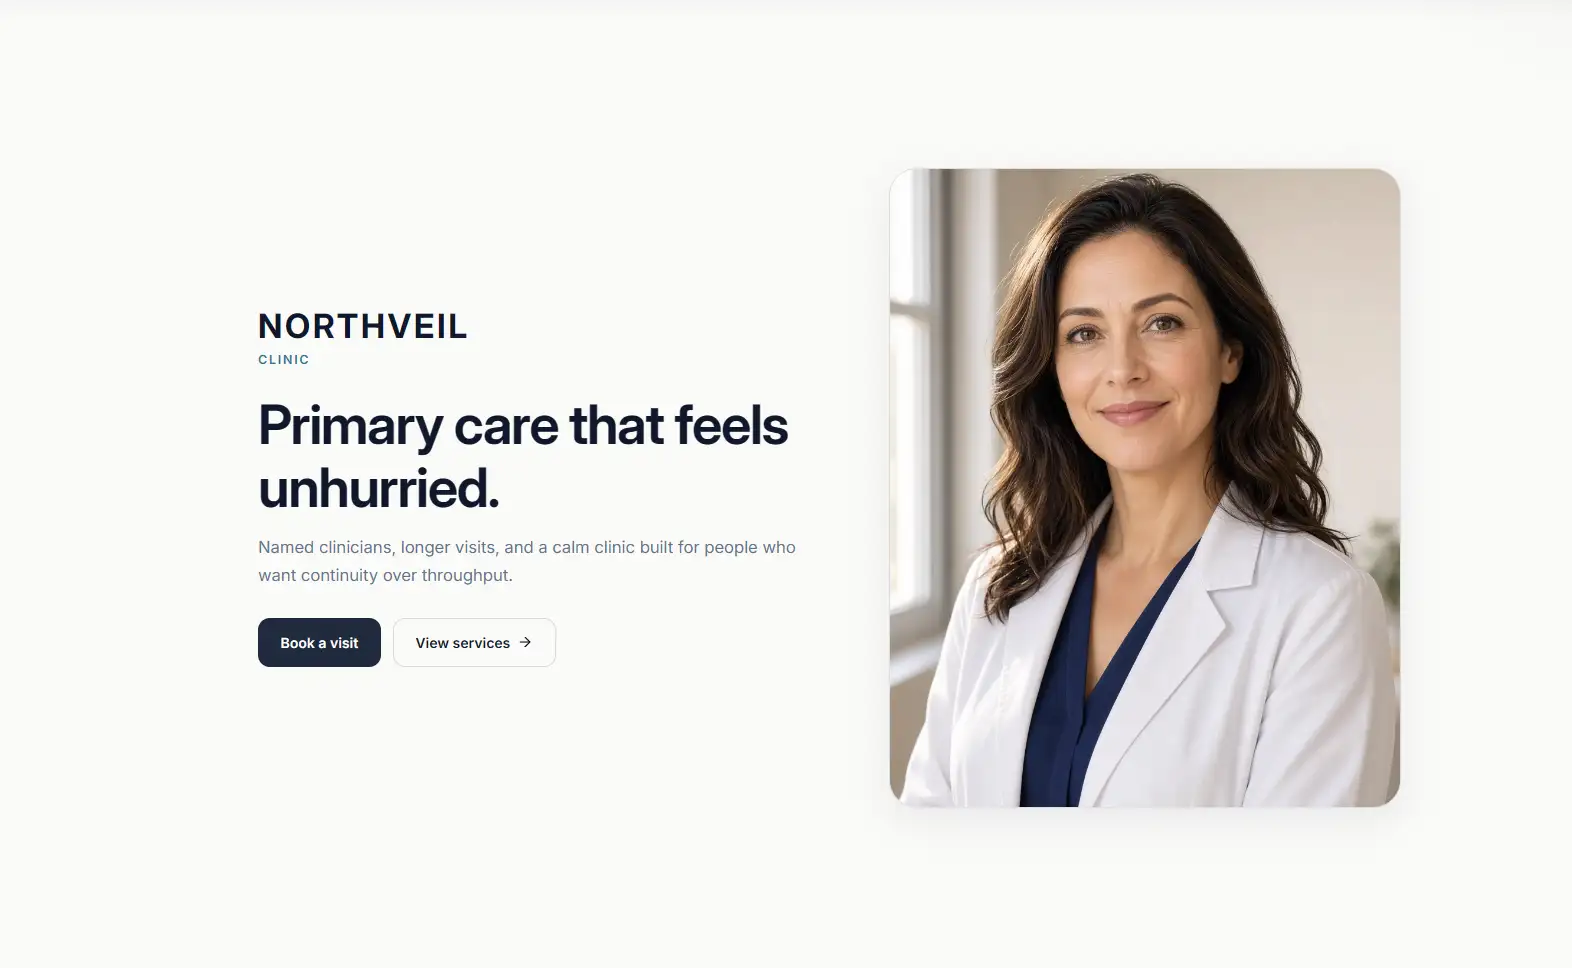 NORTHVEIL
CLINIC
Primary care that feels
unhurried.
Named clinicians, longer visits, and a calm clinic built for people who
want continuity over throughput.
Book a visit
View services →